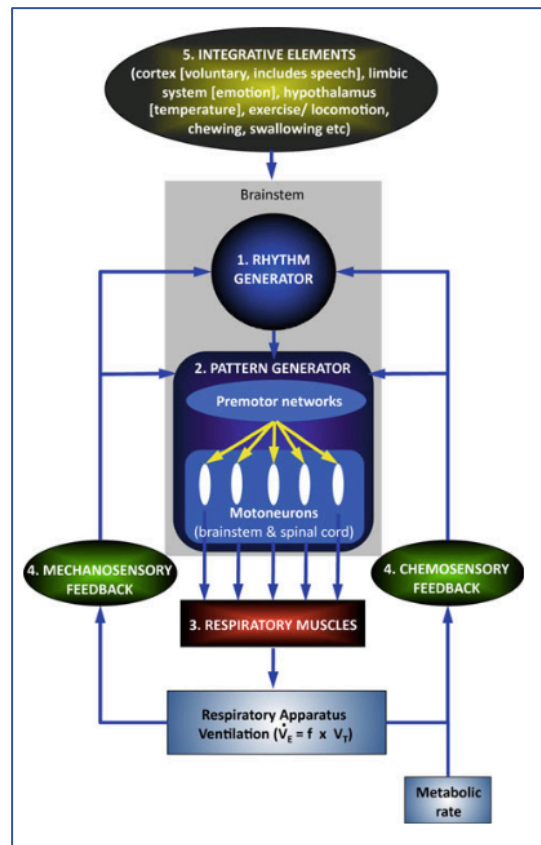 5. INTEGRATIVE ELEMENTS
(cortex [voluntary, includes speech], limbic
system [emotion], hypothalamus
[temperature], exercise/ locomotion,
chewing, swallowing etc)
Brainstem
1. RHYTHM
GENERATOR
2. PATTERN GENERATOR
Premotor networks
Motoneurons
(brainstem & spinal cord)
4. MECHANOSENSORY
FEEDBACK
4. CHEMOSENSORY
FEEDBACK
3. RESPIRATORY MUSCLES
Respiratory Apparatus
Ventilation (V̇E = f x VT)
Metabolic
rate